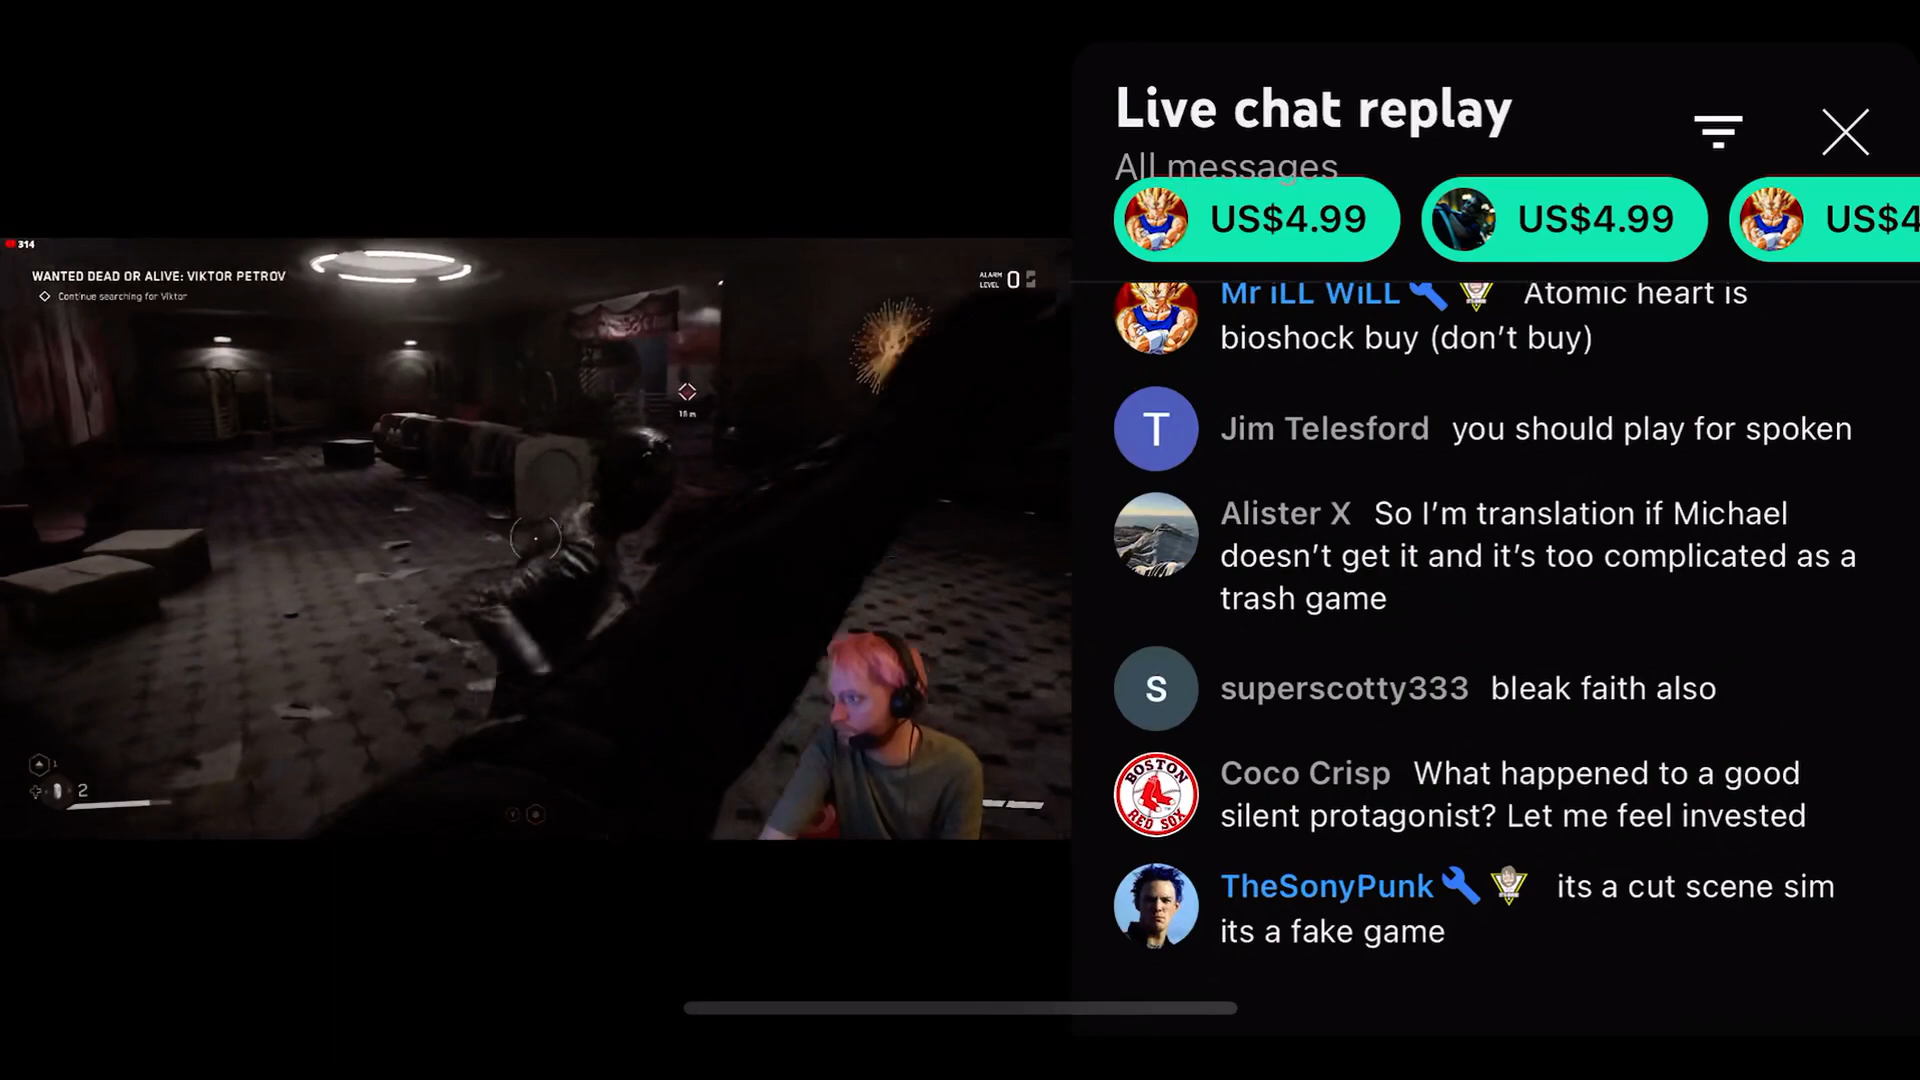 314
WANTED DEAD OR ALIVE: VIKTOR PETROV
Continue searching for Viktor
ALARM
LEVEL 0
1
2
Y
Live chat replay
All messages
US$4.99
US$4.99
US$4
Mr iLL WiLL Atomic heart is
bioshock buy (don't buy)
T
Jim Telesford you should play for spoken
Alister X So I'm translation if Michael
doesn't get it and it's too complicated as a
trash game
S
superscotty333 bleak faith also
BOSTON
RED SOX
Coco Crisp What happened to a good
silent protagonist? Let me feel invested
TheSonyPunk its a cut scene sim
its a fake game